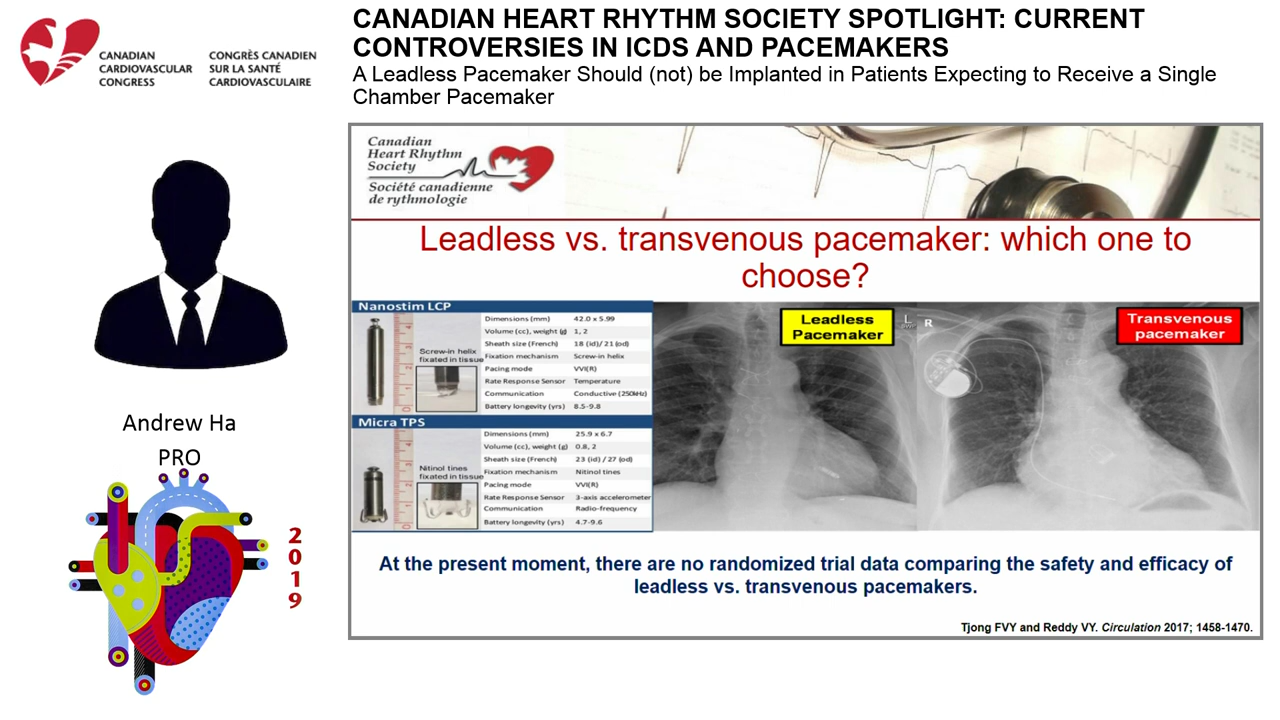 CANADIAN
CARDIOVASCULAR
CONGRESS
CONGRÈS CANADIEN
SUR LA SANTÉ
CARDIOVASCULAIRE
CANADIAN HEART RHYTHM SOCIETY SPOTLIGHT: CURRENT
CONTROVERSIES IN ICDS AND PACEMAKERS
A Leadless Pacemaker Should (not) be Implanted in Patients Expecting to Receive a Single
Chamber Pacemaker
Andrew Ha
PRO
2019
Canadian
Heart Rhythm
Society
Société canadienne
de rythmologie
Leadless vs. transvenous pacemaker: which one to
choose?
Nanostim LCP
Screw-in helix
fixated in tissue
Dimensions (mm) 42.0 x 5.99
Volume (cc), weight (g) 1, 2
Sheath size (French) 18 (id)/ 21 (od)
Fixation mechanism Screw-in helix
Pacing mode VVI(R)
Rate Response Sensor Temperature
Communication Conductive (250kHz)
Battery longevity (yrs) 8.5-9.8
Micra TPS
Nitinol tines
fixated in tissue
Dimensions (mm) 25.9 x 6.7
Volume (cc), weight (g) 0.8, 2
Sheath size (French) 23 (id) / 27 (od)
Fixation mechanism Nitinol tines
Pacing mode VVI(R)
Rate Response Sensor 3-axis accelerometer
Communication Radio-frequency
Battery longevity (yrs) 4.7-9.6
Leadless
Pacemaker
L
R
Transvenous
pacemaker
At the present moment, there are no randomized trial data comparing the safety and efficacy of
leadless vs. transvenous pacemakers.
Tjong FVY and Reddy VY. Circulation 2017; 1458-1470.